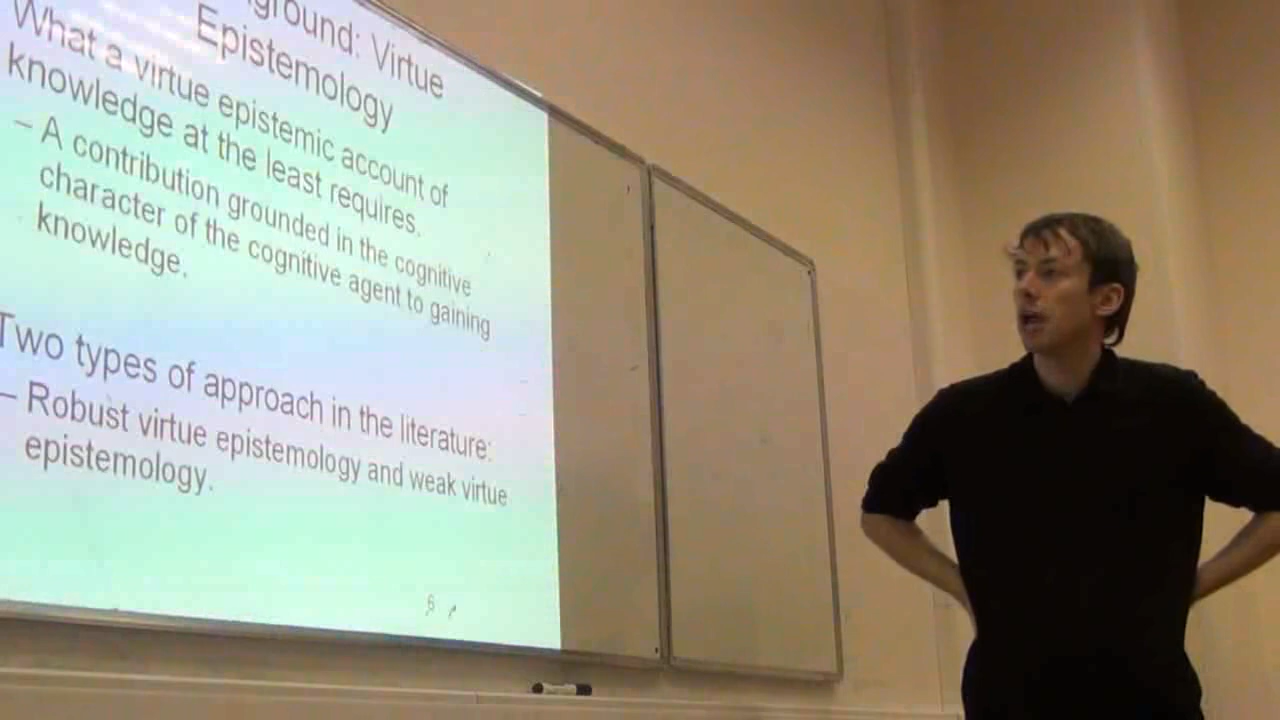 ground: Virtue
Epistemology
What a virtue epistemic account of
knowledge at the least requires.
– A contribution grounded in the cognitive
character of the cognitive agent to gaining
knowledge.
Two types of approach in the literature:
– Robust virtue epistemology and weak virtue
epistemology.
6